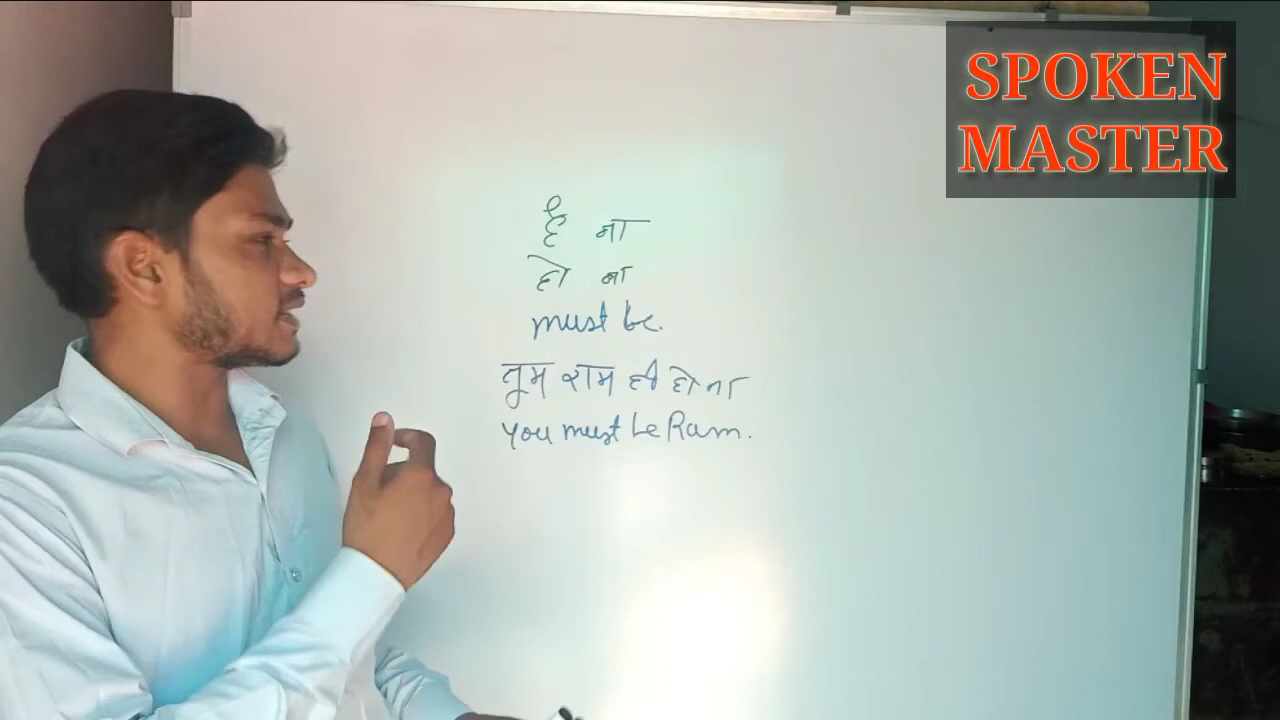 SPOKEN
MASTER
है ना
हो ना
must be.
तुम राम ही हो ना
you must be Ram.